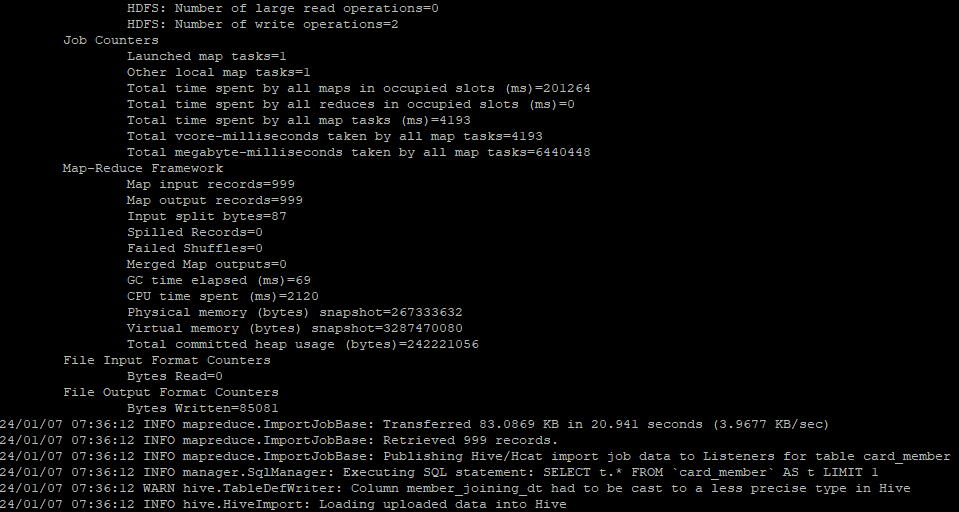 HDFS: Number of large read operations=0
HDFS: Number of write operations=2
Job Counters
Launched map tasks=1
Other local map tasks=1
Total time spent by all maps in occupied slots (ms)=201264
Total time spent by all reduces in occupied slots (ms)=0
Total time spent by all map tasks (ms)=4193
Total vcore-milliseconds taken by all map tasks=4193
Total megabyte-milliseconds taken by all map tasks=6440448
Map-Reduce Framework
Map input records=999
Map output records=999
Input split bytes=87
Spilled Records=0
Failed Shuffles=0
Merged Map outputs=0
GC time elapsed (ms)=69
CPU time spent (ms)=2120
Physical memory (bytes) snapshot=267333632
Virtual memory (bytes) snapshot=3287470080
Total committed heap usage (bytes)=242221056
File Input Format Counters
Bytes Read=0
File Output Format Counters
Bytes Written=85081
24/01/07 07:36:12 INFO mapreduce.ImportJobBase: Transferred 83.0869 KB in 20.941 seconds (3.9677 KB/sec)
24/01/07 07:36:12 INFO mapreduce.ImportJobBase: Retrieved 999 records.
24/01/07 07:36:12 INFO mapreduce.ImportJobBase: Publishing Hive/Hcat import job data to Listeners for table card_member
24/01/07 07:36:12 INFO manager.SqlManager: Executing SQL statement: SELECT t.* FROM `card_member` AS t LIMIT 1
24/01/07 07:36:12 WARN hive.TableDefWriter: Column member_joining_dt had to be cast to a less precise type in Hive
24/01/07 07:36:12 INFO hive.HiveImport: Loading uploaded data into Hive